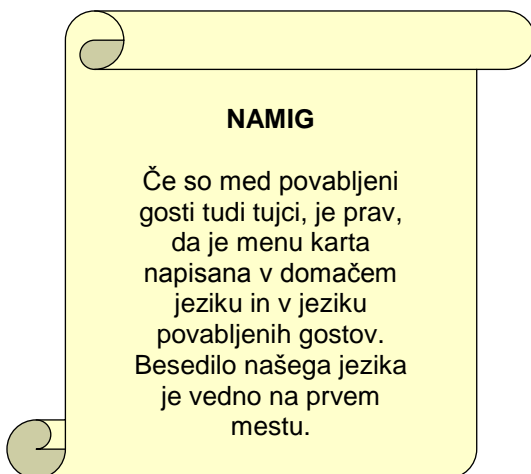 NAMIG
Če so med povabljeni
gosti tudi tujci, je prav,
da je menu karta
napisana v domačem
jeziku in v jeziku
povabljenih gostov.
Besedilo našega jezika
je vedno na prvem
mestu.